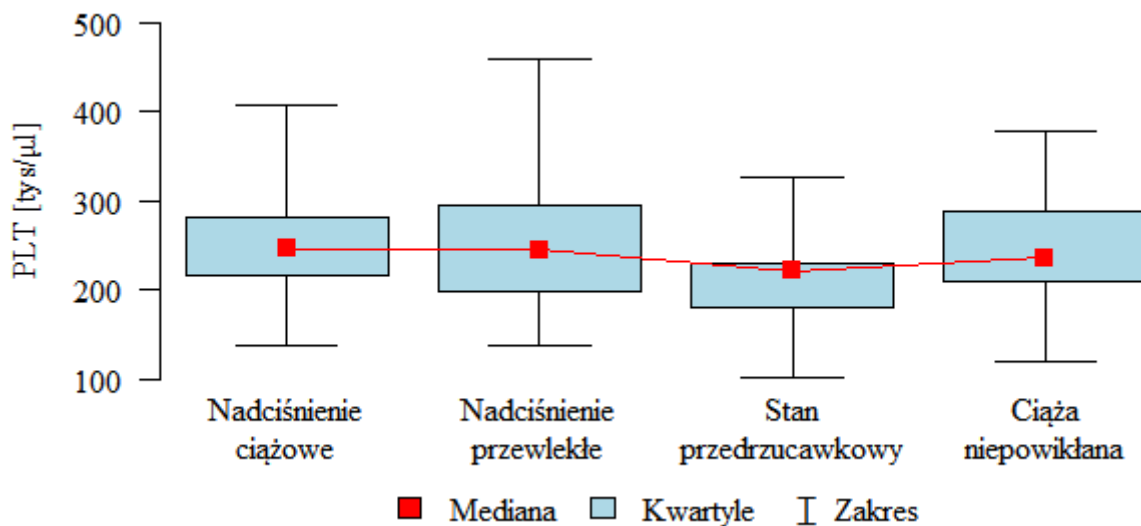 500
400
300
200
100
PLT [tys/µl]
Nadciśnienie
ciążowe
Nadciśnienie
przewlekłe
Stan
przedrzucawkowy
Ciąża
niepowikłana
Mediana Kwartyle Zakres